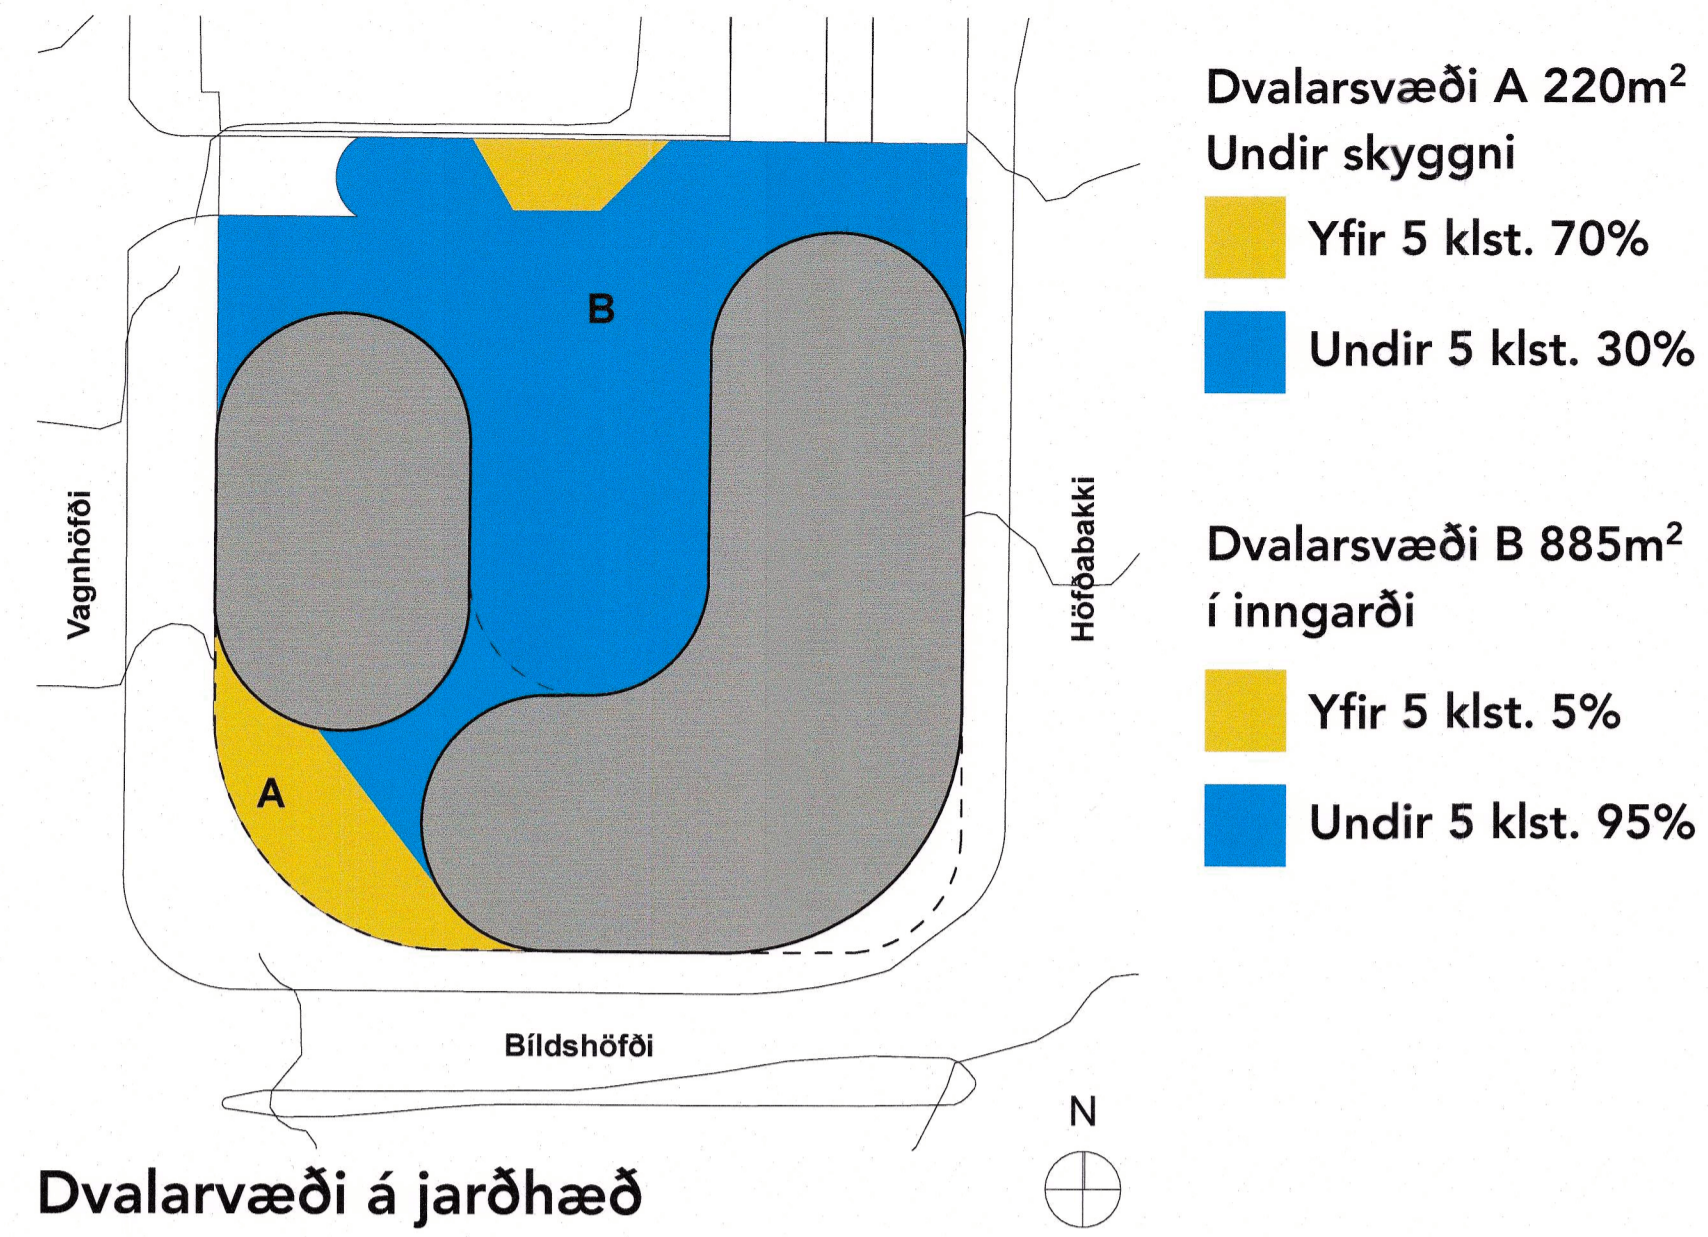 Dvalarsvæði A 220m²
Undir skyggni
Yfir 5 klst. 70%
Undir 5 klst. 30%
B
Vagnhöfði
Höfðabakki
Dvalarsvæði B 885m²
í inngarði
Yfir 5 klst. 5%
Undir 5 klst. 95%
A
Bíldshöfði
N
Dvalarvæði á jarðhæð